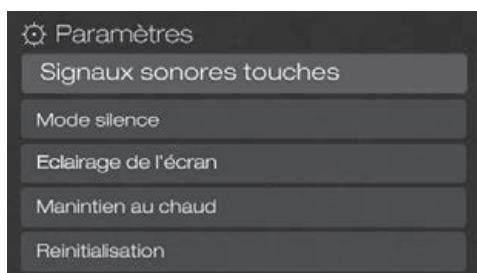 Paramètres
Signaux sonores touches
Mode silence
Eclairage de l'écran
Manintien au chaud
Reinitialisation